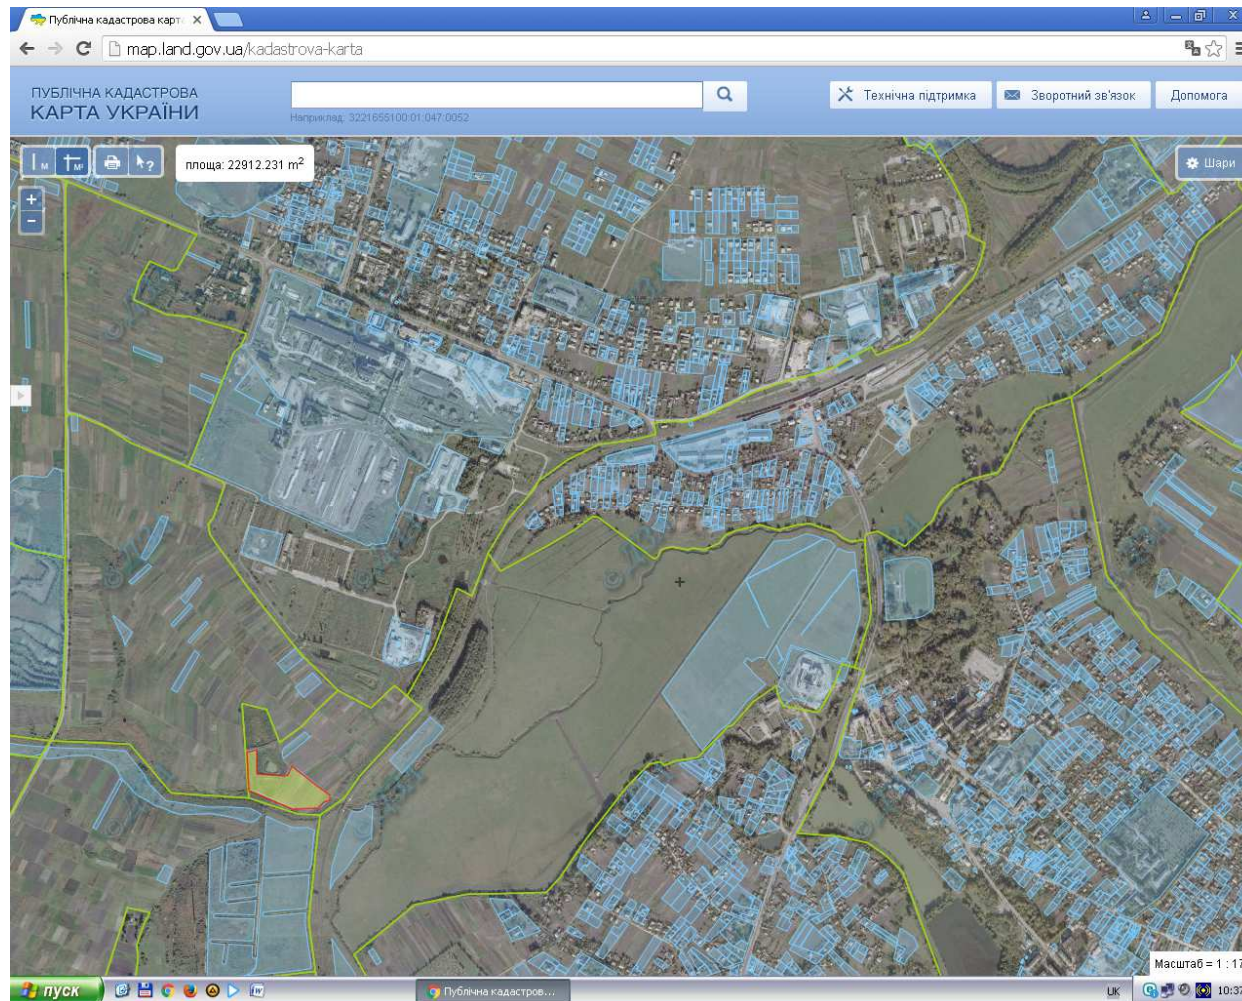 Публічна кадастрова карт
map.land.gov.ua/kadastrova-karta
ПУБЛІЧНА КАДАСТРОВА
КАРТА УКРАЇНИ
Наприклад: 3221655100:01:047:0052
Технічна підтримка
Зворотний зв'язок
Допомога
м
м²
?
площа: 22912.231 m²
Шари
+
−
Масштаб = 1 : 17
пуск
Публічна кадастров...
UK
10:37